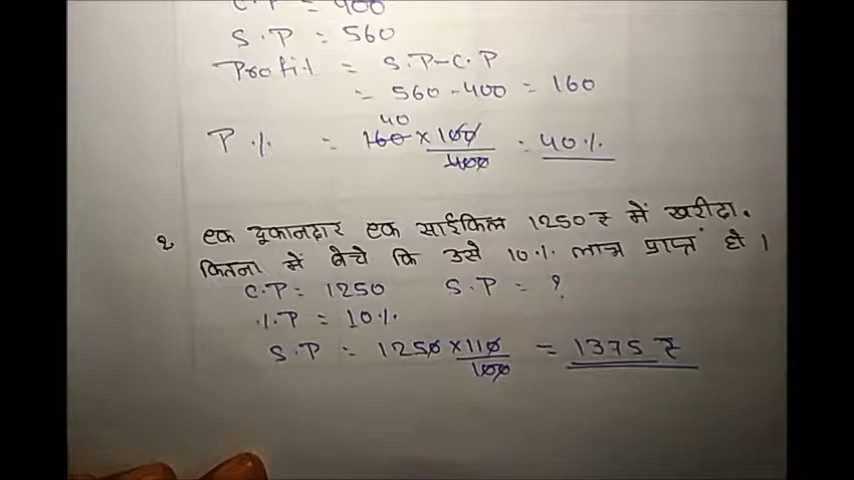 C.P = 400
S.P = 560
Profit = S.P-C.P
= 560 - 400 = 160
40
P % = 160 × 100 / 400 = 40%
2 एक दूकानदार एक साईकिल 1250 ₹ में खरीदा.
कितना में बेचे कि उसे 10% लाभ प्राप्त हो।
C.P = 1250 S.P = ?
%P = 10%
S.P = 1250 × 110 / 100 = 1375 ₹